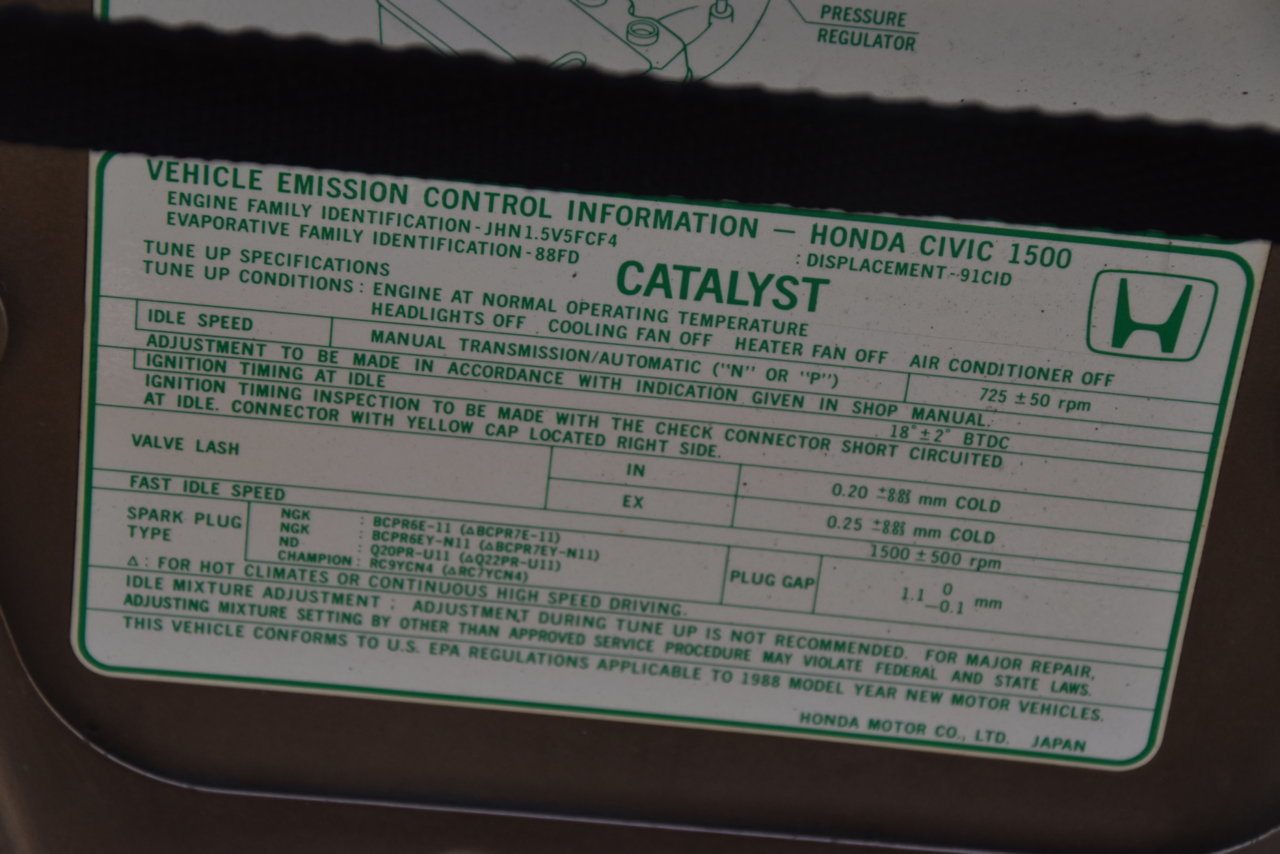 PRESSURE
REGULATOR
VEHICLE EMISSION CONTROL INFORMATION — HONDA CIVIC 1500
ENGINE FAMILY IDENTIFICATION-JHN1.5V5FCF4 : DISPLACEMENT-91CID
EVAPORATIVE FAMILY IDENTIFICATION-88FD
CATALYST
TUNE UP SPECIFICATIONS
TUNE UP CONDITIONS : ENGINE AT NORMAL OPERATING TEMPERATURE
HEADLIGHTS OFF COOLING FAN OFF HEATER FAN OFF AIR CONDITIONER OFF
IDLE SPEED MANUAL TRANSMISSION/AUTOMATIC ("N" OR "P") 725 ±50 rpm
ADJUSTMENT TO BE MADE IN ACCORDANCE WITH INDICATION GIVEN IN SHOP MANUAL.
IGNITION TIMING AT IDLE 18°±2° BTDC
IGNITION TIMING INSPECTION TO BE MADE WITH THE CHECK CONNECTOR SHORT CIRCUITED
AT IDLE. CONNECTOR WITH YELLOW CAP LOCATED RIGHT SIDE.
VALVE LASH IN 0.20 mm COLD
EX 0.25 mm COLD
FAST IDLE SPEED 1500 ±500 rpm
SPARK PLUG TYPE
NGK : BCPR6E-11 (△BCPR7E-11)
NGK : BCPR6EY-N11 (△BCPR7EY-N11)
ND : Q20PR-U11 (△Q22PR-U11)
CHAMPION : RC9YCN4 (△RC7YCN4)
PLUG GAP 1.1 0 −0.1 mm
△ : FOR HOT CLIMATES OR CONTINUOUS HIGH SPEED DRIVING.
IDLE MIXTURE ADJUSTMENT : ADJUSTMENT DURING TUNE UP IS NOT RECOMMENDED. FOR MAJOR REPAIR,
ADJUSTING MIXTURE SETTING BY OTHER THAN APPROVED SERVICE PROCEDURE MAY VIOLATE FEDERAL AND STATE LAWS.
THIS VEHICLE CONFORMS TO U.S. EPA REGULATIONS APPLICABLE TO 1988 MODEL YEAR NEW MOTOR VEHICLES.
HONDA MOTOR CO., LTD. JAPAN